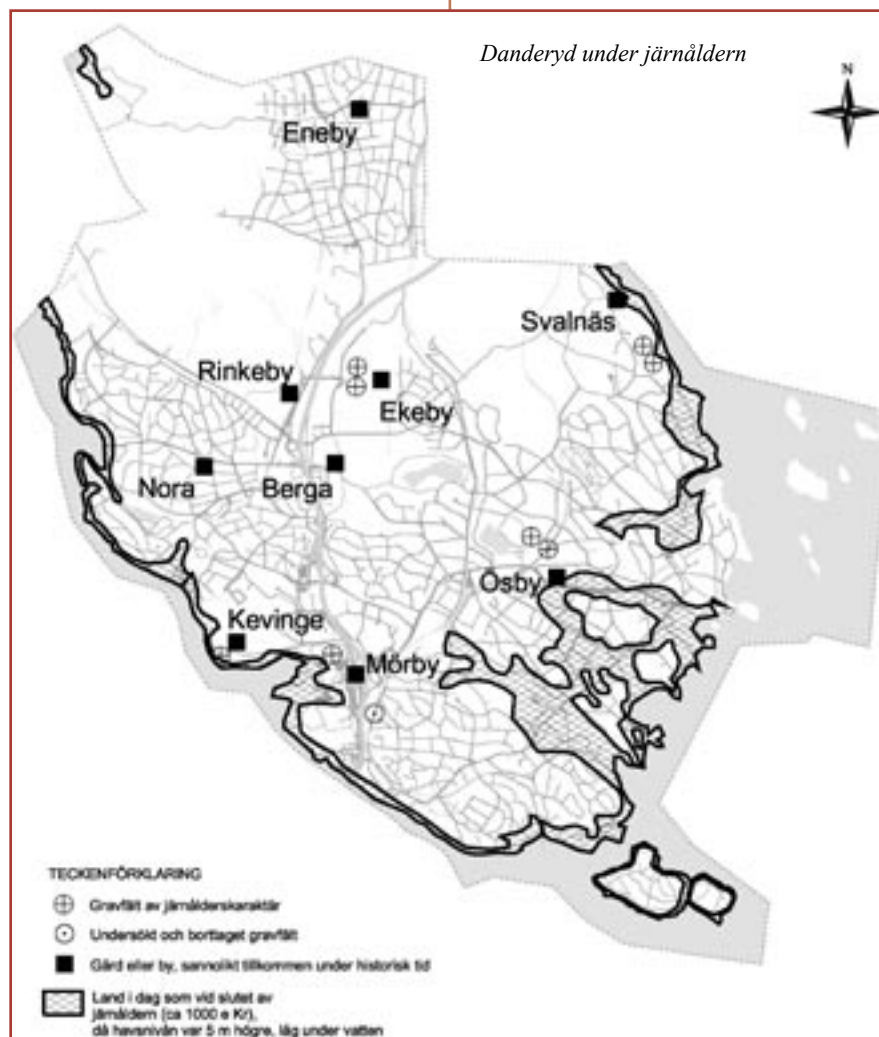 Danderyd under järnåldern
N
Eneby
Svalnäs
Rinkeby
Ekeby
Nora
Berga
Ösby
Kevinge
Mörby
TECKENFÖRKLARING
Gravfält av järnålderskaraktär
Undersökt och borttaget gravfält
Gård eller by, sannolikt tillkommen under historisk tid
Land i dag som vid slutet av
järnåldern (ca 1000 e Kr),
då havsnivån var 5 m högre, låg under vatten